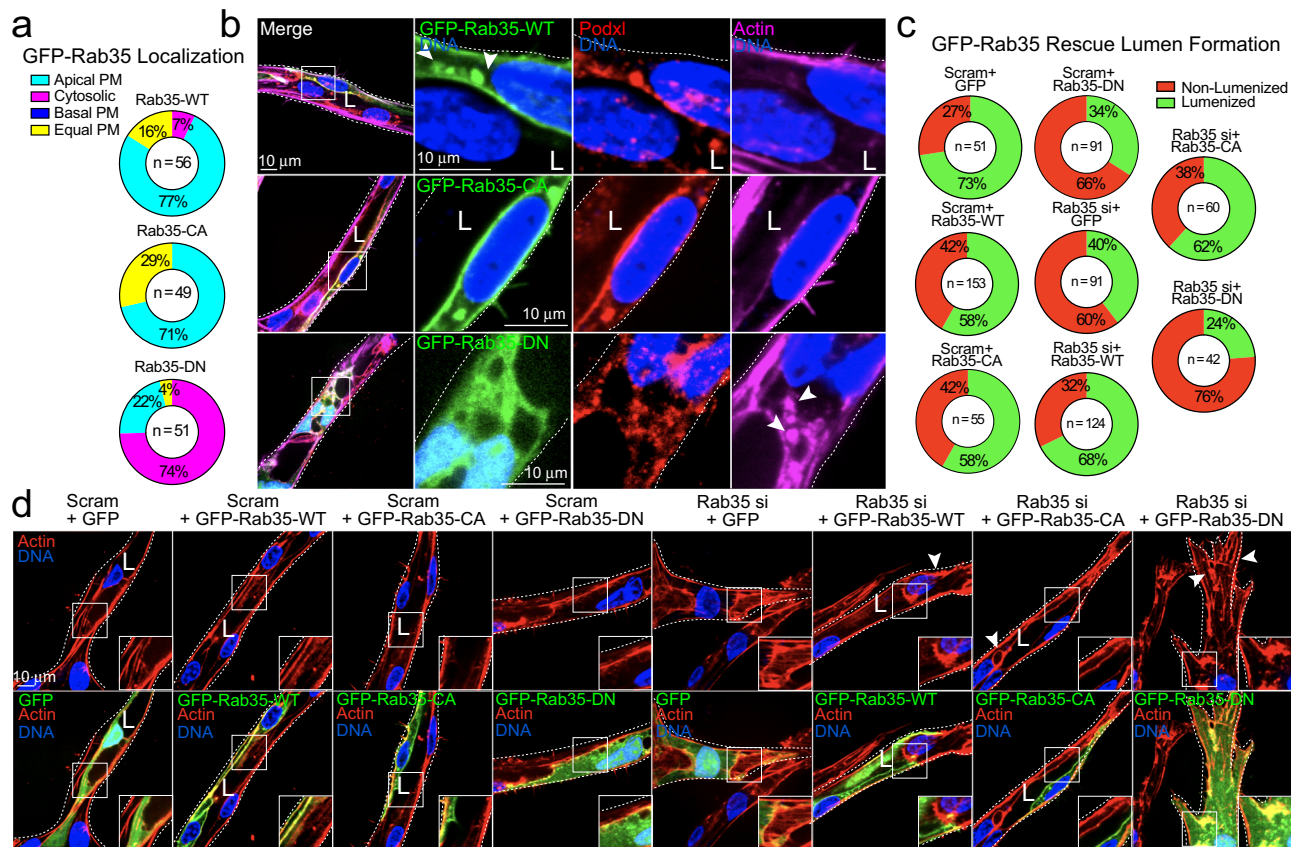 a
GFP-Rab35 Localization
Apical PM
Cytosolic
Basal PM
Equal PM
Rab35-WT
7%
16%
n = 56
77%
Rab35-CA
29%
n = 49
71%
Rab35-DN
4%
22%
n = 51
74%
b
Merge
GFP-Rab35-WT
DNA
Podxl
DNA
Actin
DNA
L
L
L
L
10 µm
10 µm
GFP-Rab35-CA
L
L
L
L
10 µm
GFP-Rab35-DN
10 µm
c
GFP-Rab35 Rescue Lumen Formation
Non-Lumenized
Lumenized
Scram+
GFP
27%
n = 51
73%
Scram+
Rab35-DN
34%
n = 91
66%
Rab35 si+
Rab35-CA
38%
n = 60
62%
Scram+
Rab35-WT
42%
n = 153
58%
Rab35 si+
GFP
40%
n = 91
60%
Rab35 si+
Rab35-DN
24%
n = 42
76%
Scram+
Rab35-CA
42%
n = 55
58%
Rab35 si+
Rab35-WT
32%
n = 124
68%
d
Scram
+ GFP
Scram
+ GFP-Rab35-WT
Scram
+ GFP-Rab35-CA
Scram
+ GFP-Rab35-DN
Rab35 si
+ GFP
Rab35 si
+ GFP-Rab35-WT
Rab35 si
+ GFP-Rab35-CA
Rab35 si
+ GFP-Rab35-DN
Actin
DNA
L
L
L
L
L
10 µm
GFP
Actin
DNA
L
GFP-Rab35-WT
Actin
DNA
L
GFP-Rab35-CA
Actin
DNA
L
GFP-Rab35-DN
Actin
DNA
GFP
Actin
DNA
GFP-Rab35-WT
Actin
DNA
L
GFP-Rab35-CA
Actin
DNA
L
GFP-Rab35-DN
Actin
DNA